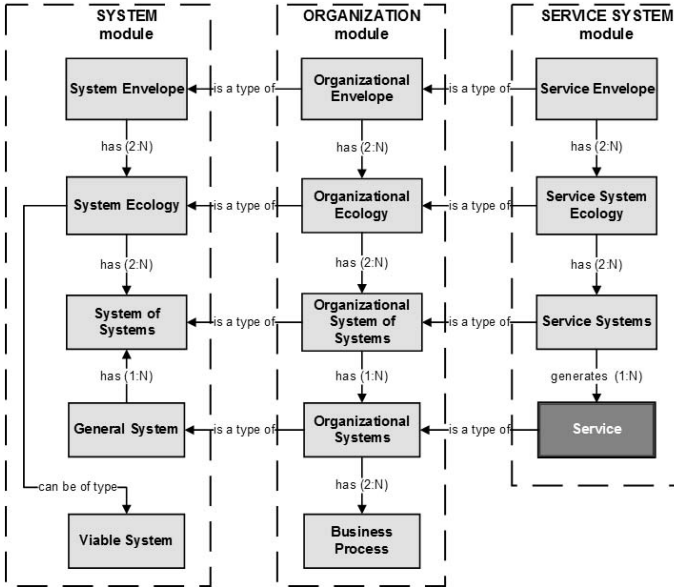 SYSTEM
module
ORGANIZATION
module
SERVICE SYSTEM
module
System Envelope
is a type of
Organizational
Envelope
is a type of
Service Envelope
has (2:N)
has (2:N)
has (2:N)
System Ecology
is a type of
Organizational
Ecology
is a type of
Service System
Ecology
has (2:N)
has (2:N)
has (2:N)
System of
Systems
is a type of
Organizational
System of
Systems
is a type of
Service Systems
has (1:N)
has (1:N)
generates (1:N)
General System
is a type of
Organizational
Systems
is a type of
Service
can be of type
has (2:N)
Viable System
Business
Process